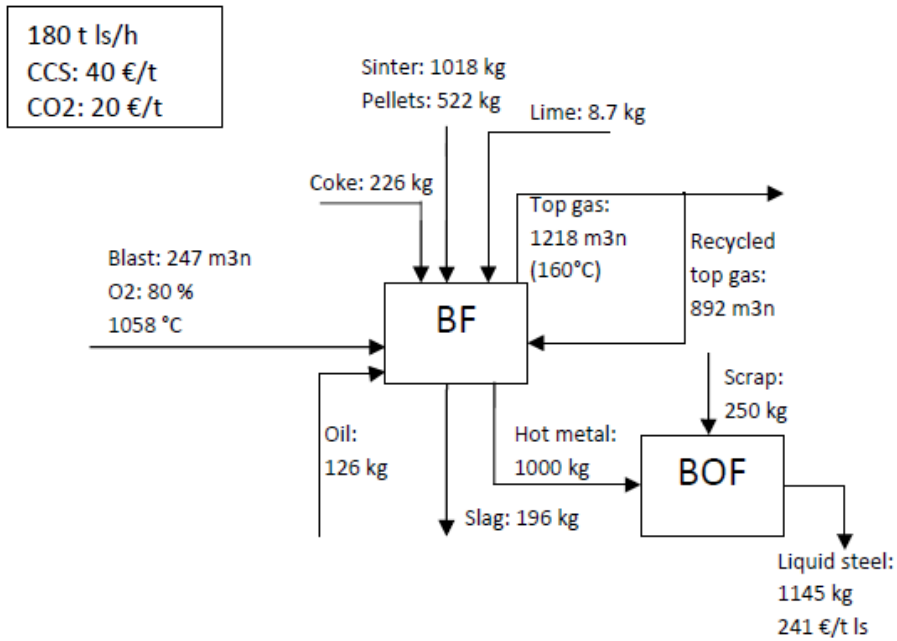 180 t ls/h
CCS: 40 €/t
CO2: 20 €/t
Sinter: 1018 kg
Pellets: 522 kg
Lime: 8.7 kg
Coke: 226 kg
Top gas:
1218 m3n
(160°C)
Recycled
top gas:
892 m3n
Blast: 247 m3n
O2: 80 %
1058 °C
BF
Scrap:
250 kg
Oil:
126 kg
Hot metal:
1000 kg
BOF
Slag: 196 kg
Liquid steel:
1145 kg
241 €/t ls